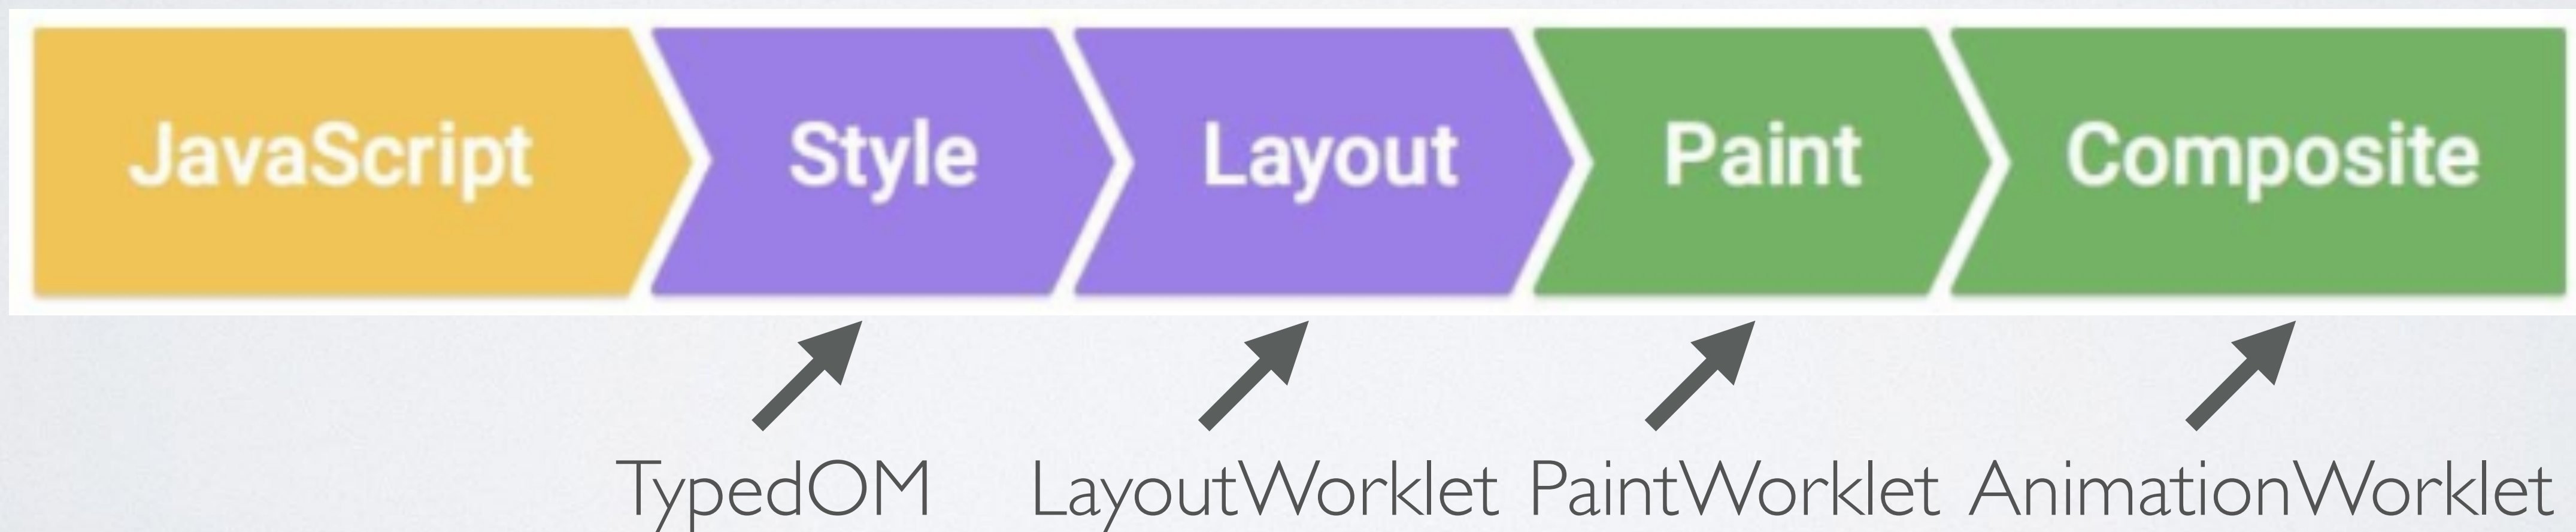 JavaScript Style Layout Paint Composite
TypedOM LayoutWorklet PaintWorklet AnimationWorklet